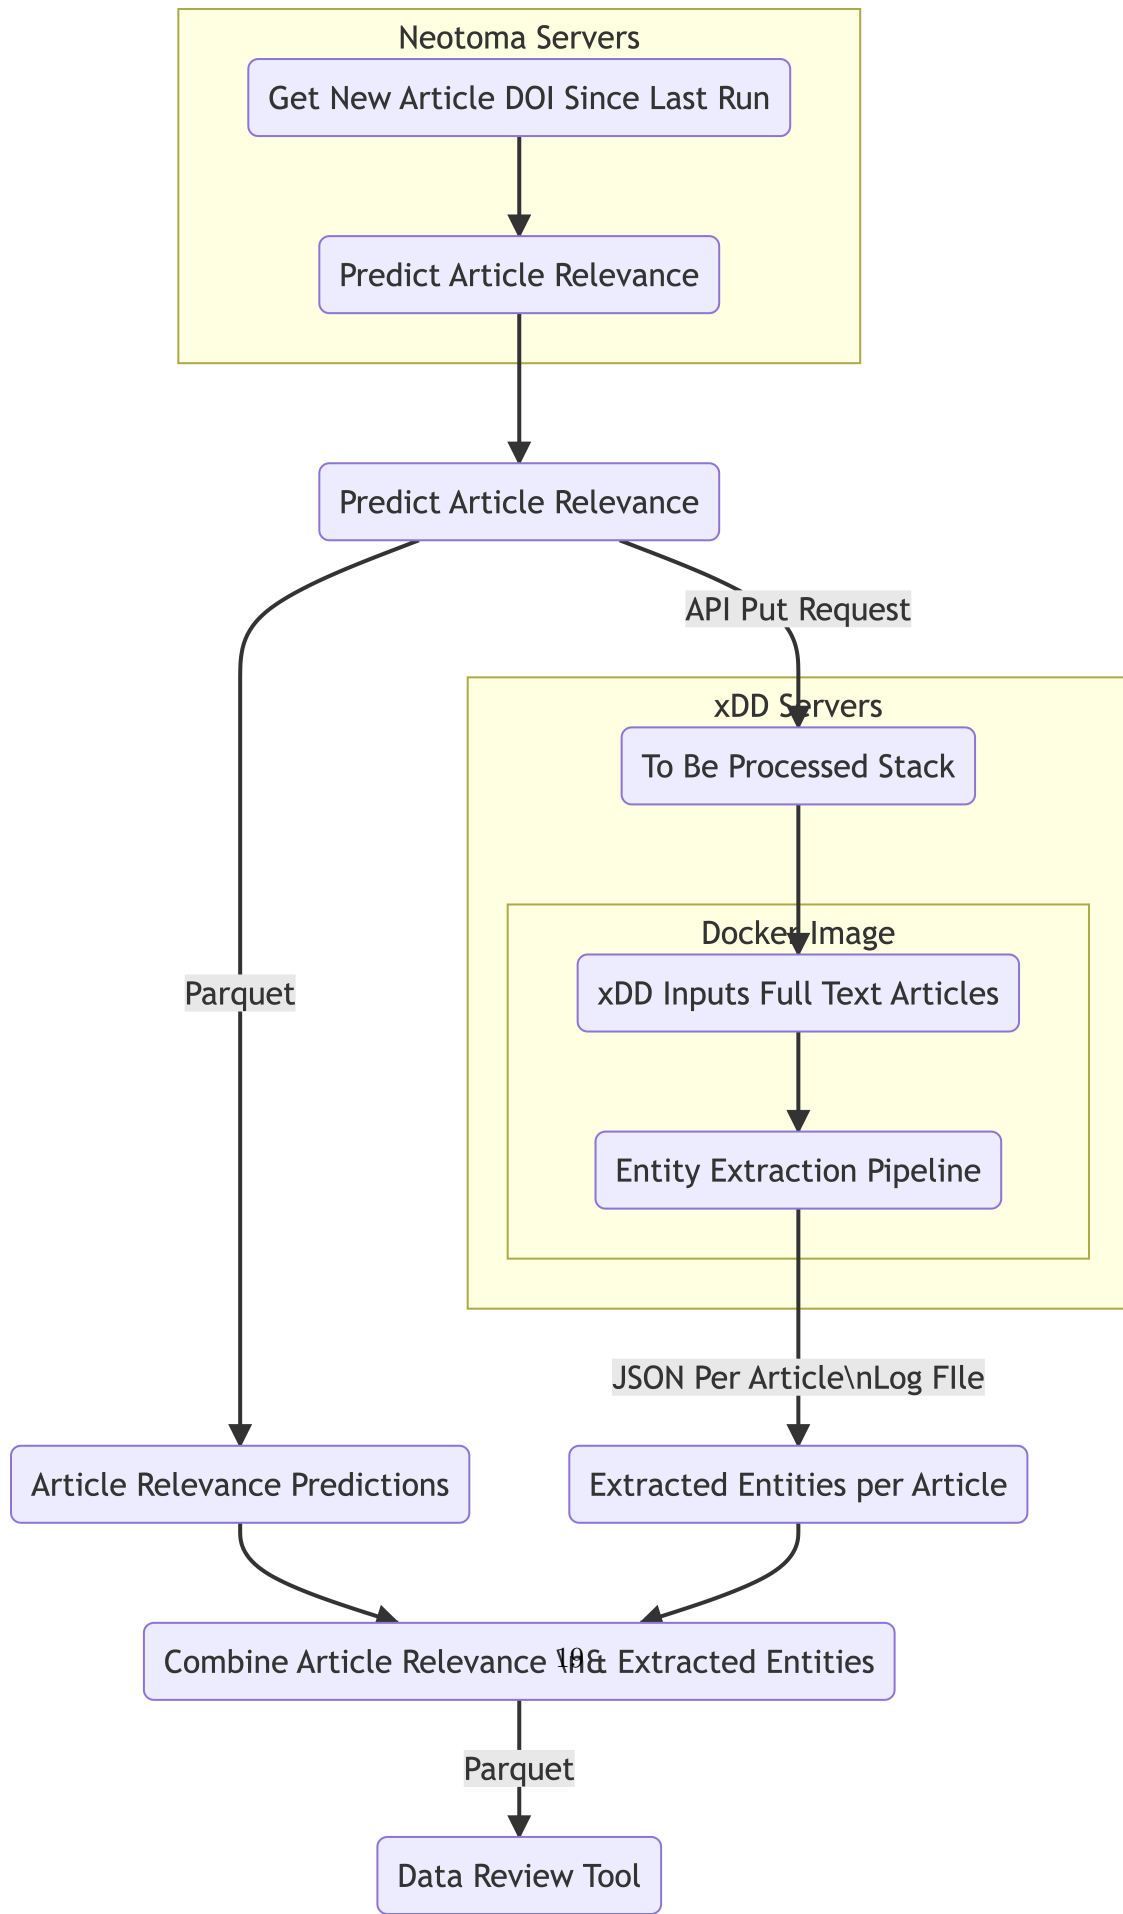 Neotoma Servers
Get New Article DOI Since Last Run
Predict Article Relevance
Predict Article Relevance
API Put Request
xDD Servers
To Be Processed Stack
Docker Image
Parquet
xDD Inputs Full Text Articles
Entity Extraction Pipeline
JSON Per Article\nLog FIle
Article Relevance Predictions
Extracted Entities per Article
Combine Article Relevance \n& Extracted Entities
19
Parquet
Data Review Tool